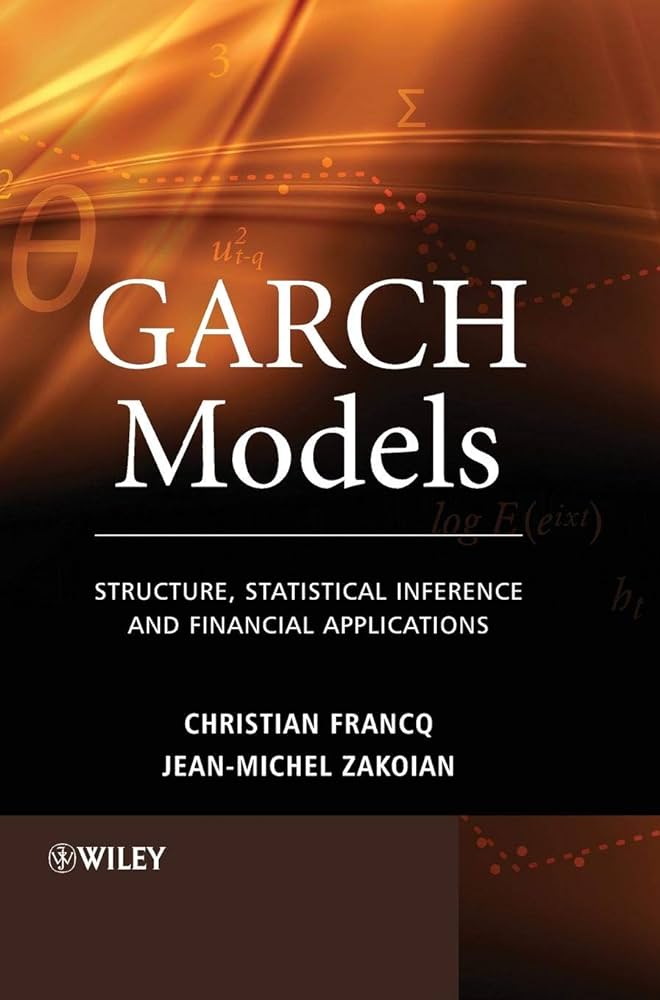 3
Σ
2
θ
u²ₜ₋q
GARCH
Models
log E(eⁱˣᵗ)
hₜ
STRUCTURE, STATISTICAL INFERENCE
AND FINANCIAL APPLICATIONS
CHRISTIAN FRANCQ
JEAN-MICHEL ZAKOIAN
WILEY